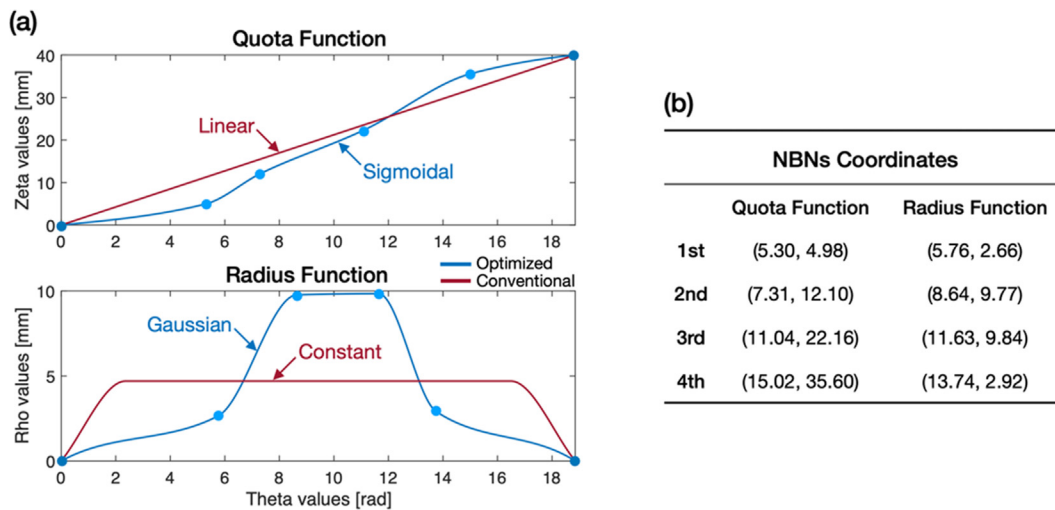 (a)
Quota Function
Zeta values [mm]
40
30
20
10
0
Linear
Sigmoidal
0 2 4 6 8 10 12 14 16 18
Optimized
Conventional
Radius Function
Rho values [mm]
10
5
0
Gaussian
Constant
0 2 4 6 8 10 12 14 16 18
Theta values [rad]
(b)
NBNs Coordinates
Quota Function Radius Function
1st (5.30, 4.98) (5.76, 2.66)
2nd (7.31, 12.10) (8.64, 9.77)
3rd (11.04, 22.16) (11.63, 9.84)
4th (15.02, 35.60) (13.74, 2.92)